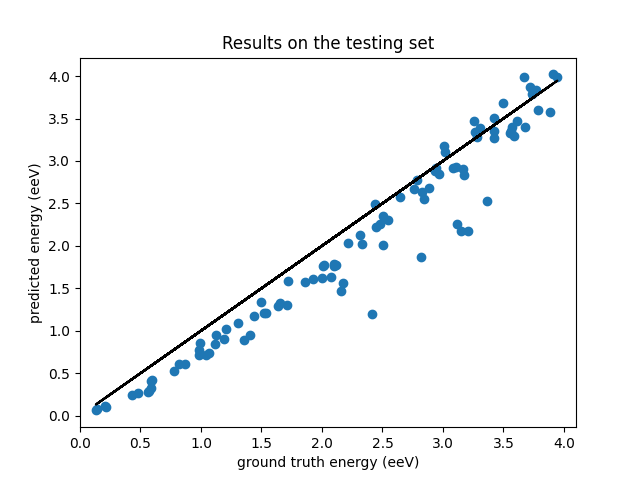 Results on the testing set
4.0
3.5
3.0
2.5
2.0
1.5
1.0
0.5
0.0
predicted energy (eeV)
0.0 0.5 1.0 1.5 2.0 2.5 3.0 3.5 4.0
ground truth energy (eeV)